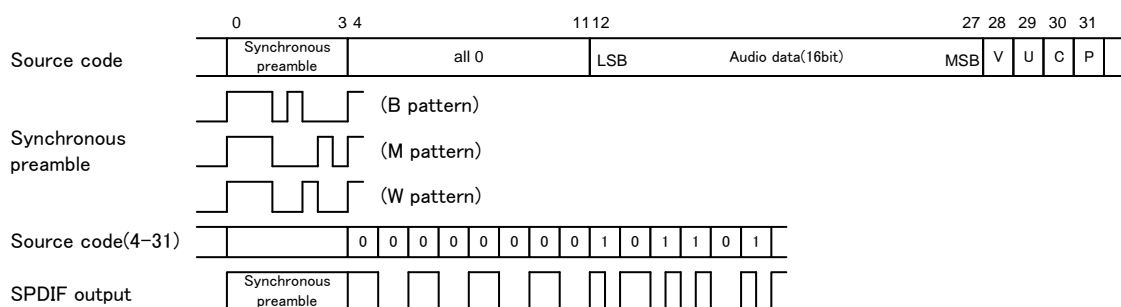 0 3 4 11 12 27 28 29 30 31
Source code Synchronous preamble all 0 LSB Audio data(16bit) MSB V U C P
(B pattern)
Synchronous preamble (M pattern)
(W pattern)
Source code(4-31) 0 0 0 0 0 0 0 0 1 0 1 1 0 1
SPDIF output Synchronous preamble